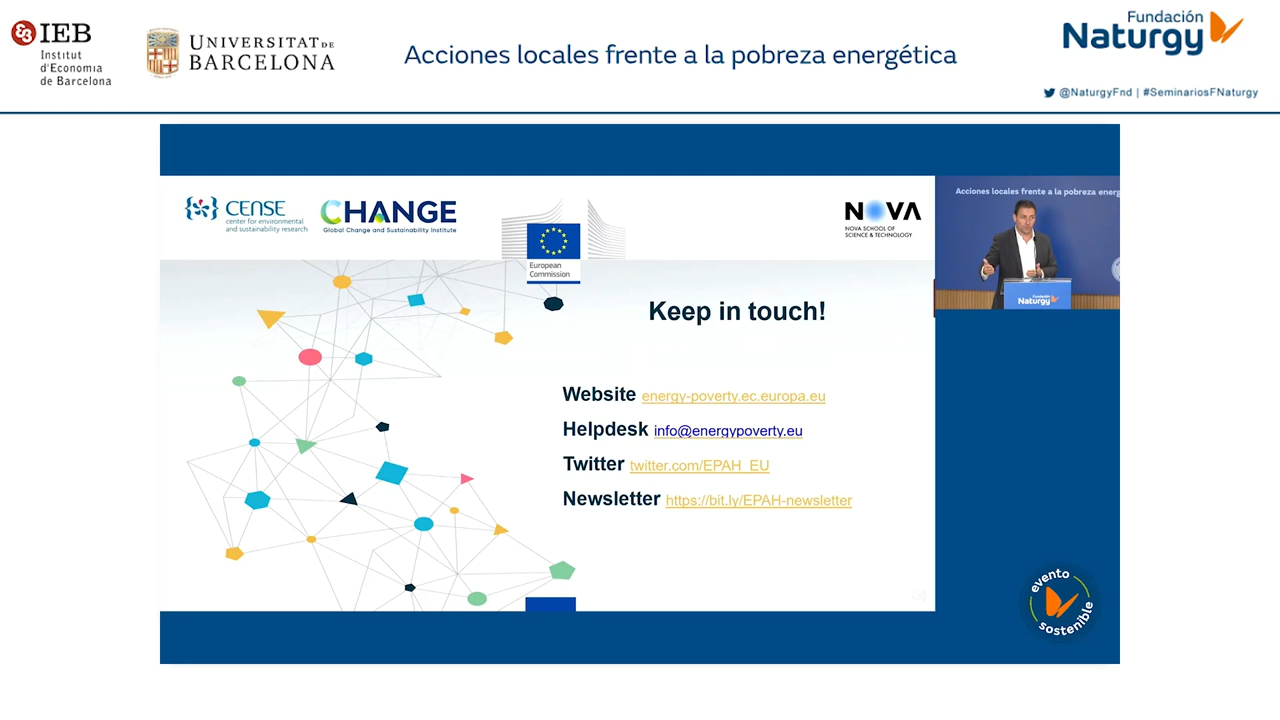 IEB
Institut
d'Economia
de Barcelona
UNIVERSITAT DE
BARCELONA
Acciones locales frente a la pobreza energética
Fundación
Naturgy
@NaturgyFnd | #SeminariosFNaturgy
CENSE
center for environmental
and sustainability research
CHANGE
Global Change and Sustainability Institute
European
Commission
NOVA
NOVA SCHOOL OF
SCIENCE & TECHNOLOGY
Acciones locales frente a la pobreza energ
Fundación
Naturgy
Keep in touch!
Website energy-poverty.ec.europa.eu
Helpdesk info@energypoverty.eu
Twitter twitter.com/EPAH_EU
Newsletter https://bit.ly/EPAH-newsletter
evento
sostenible